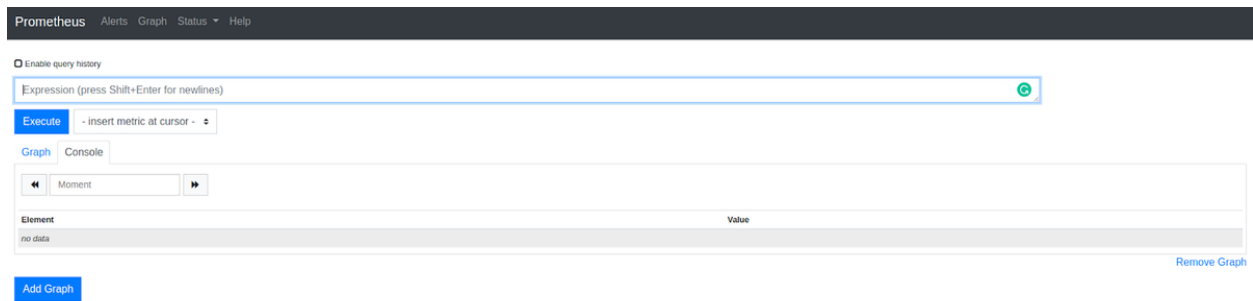 Prometheus Alerts Graph Status Help
Enable query history
Expression (press Shift+Enter for newlines)
Execute - insert metric at cursor -
Graph Console
Moment
Element Value
no data
Remove Graph
Add Graph